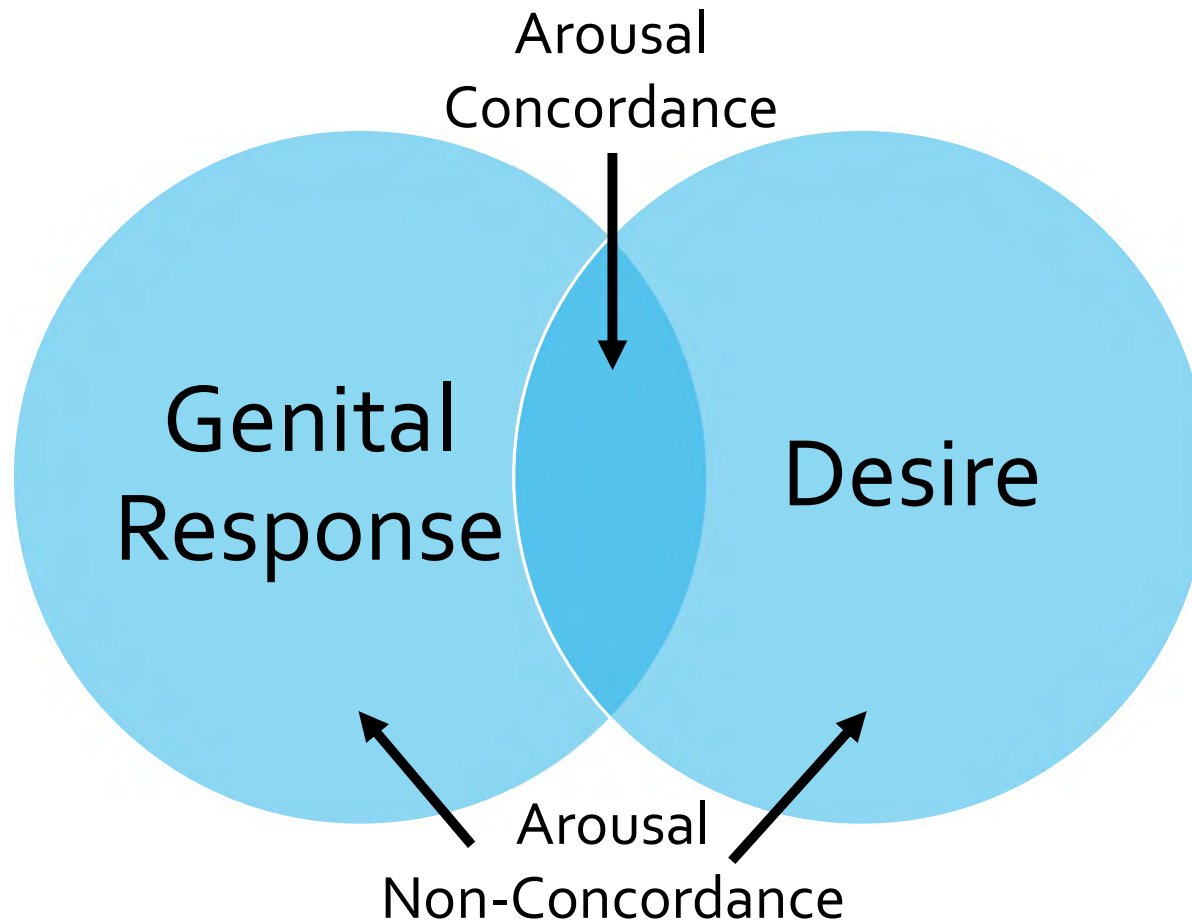 Arousal
Concordance
Genital
Response
Desire
Arousal
Non-Concordance